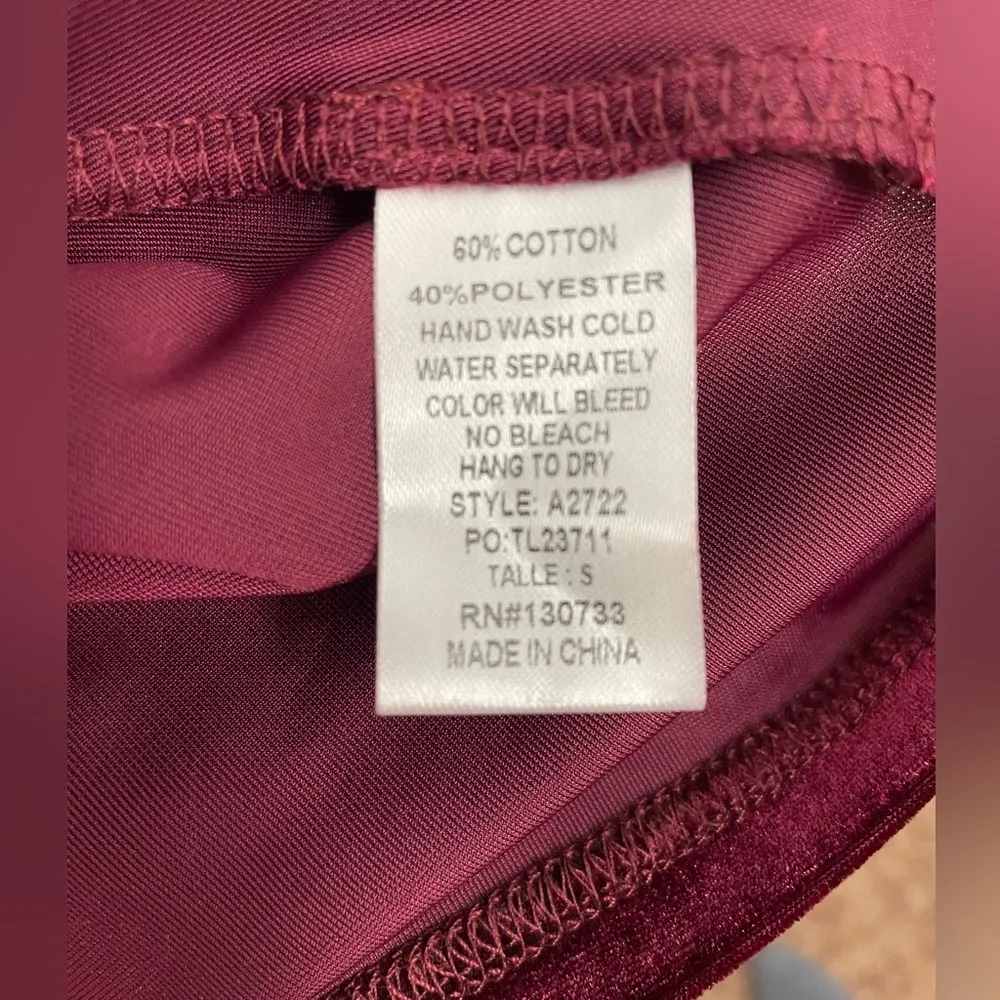 60% COTTON
40%POLYESTER
HAND WASH COLD
WATER SEPARATELY
COLOR WILL BLEED
NO BLEACH
HANG TO DRY
STYLE: A2722
PO:TL23711
TALLE : S
RN#130733
MADE IN CHINA